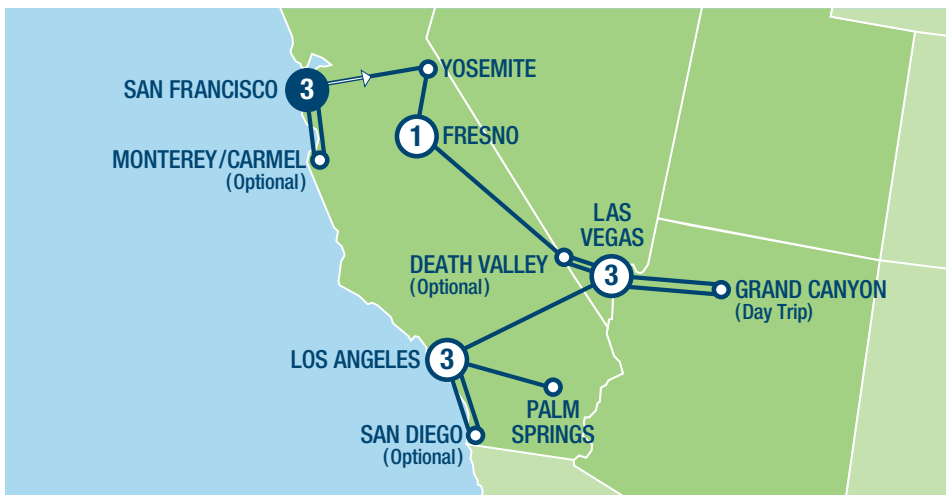 SAN FRANCISCO
3
YOSEMITE
1
FRESNO
MONTEREY/CARMEL
(Optional)
LAS
VEGAS
3
DEATH VALLEY
(Optional)
GRAND CANYON
(Day Trip)
LOS ANGELES
3
PALM
SPRINGS
SAN DIEGO
(Optional)